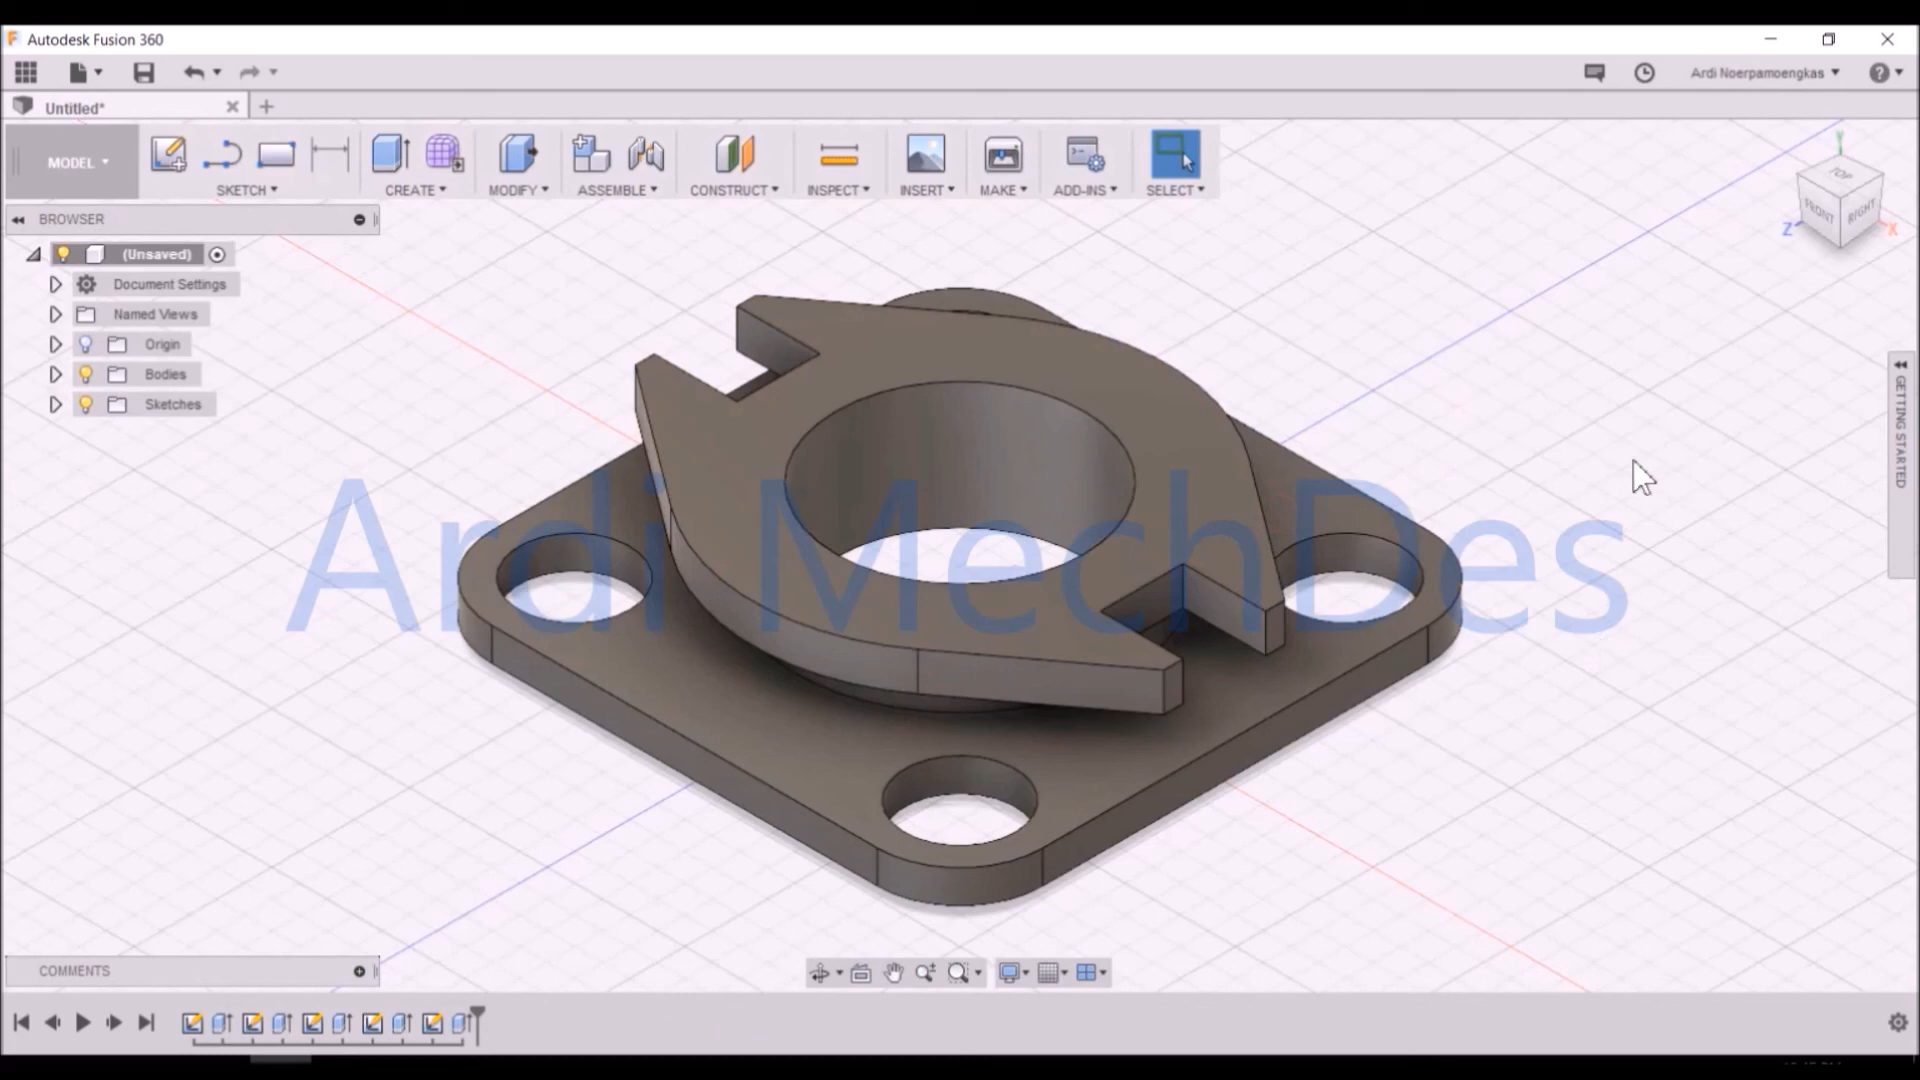 Autodesk Fusion 360
Ardi Noerpamoengkas
Untitled*
MODEL
SKETCH
CREATE
MODIFY
ASSEMBLE
CONSTRUCT
INSPECT
INSERT
MAKE
ADD-INS
SELECT
BROWSER
(Unsaved)
Document Settings
Named Views
Origin
Bodies
Sketches
Y
TOP
FRONT
RIGHT
Z
X
GETTING STARTED
Ardi MechDes
COMMENTS